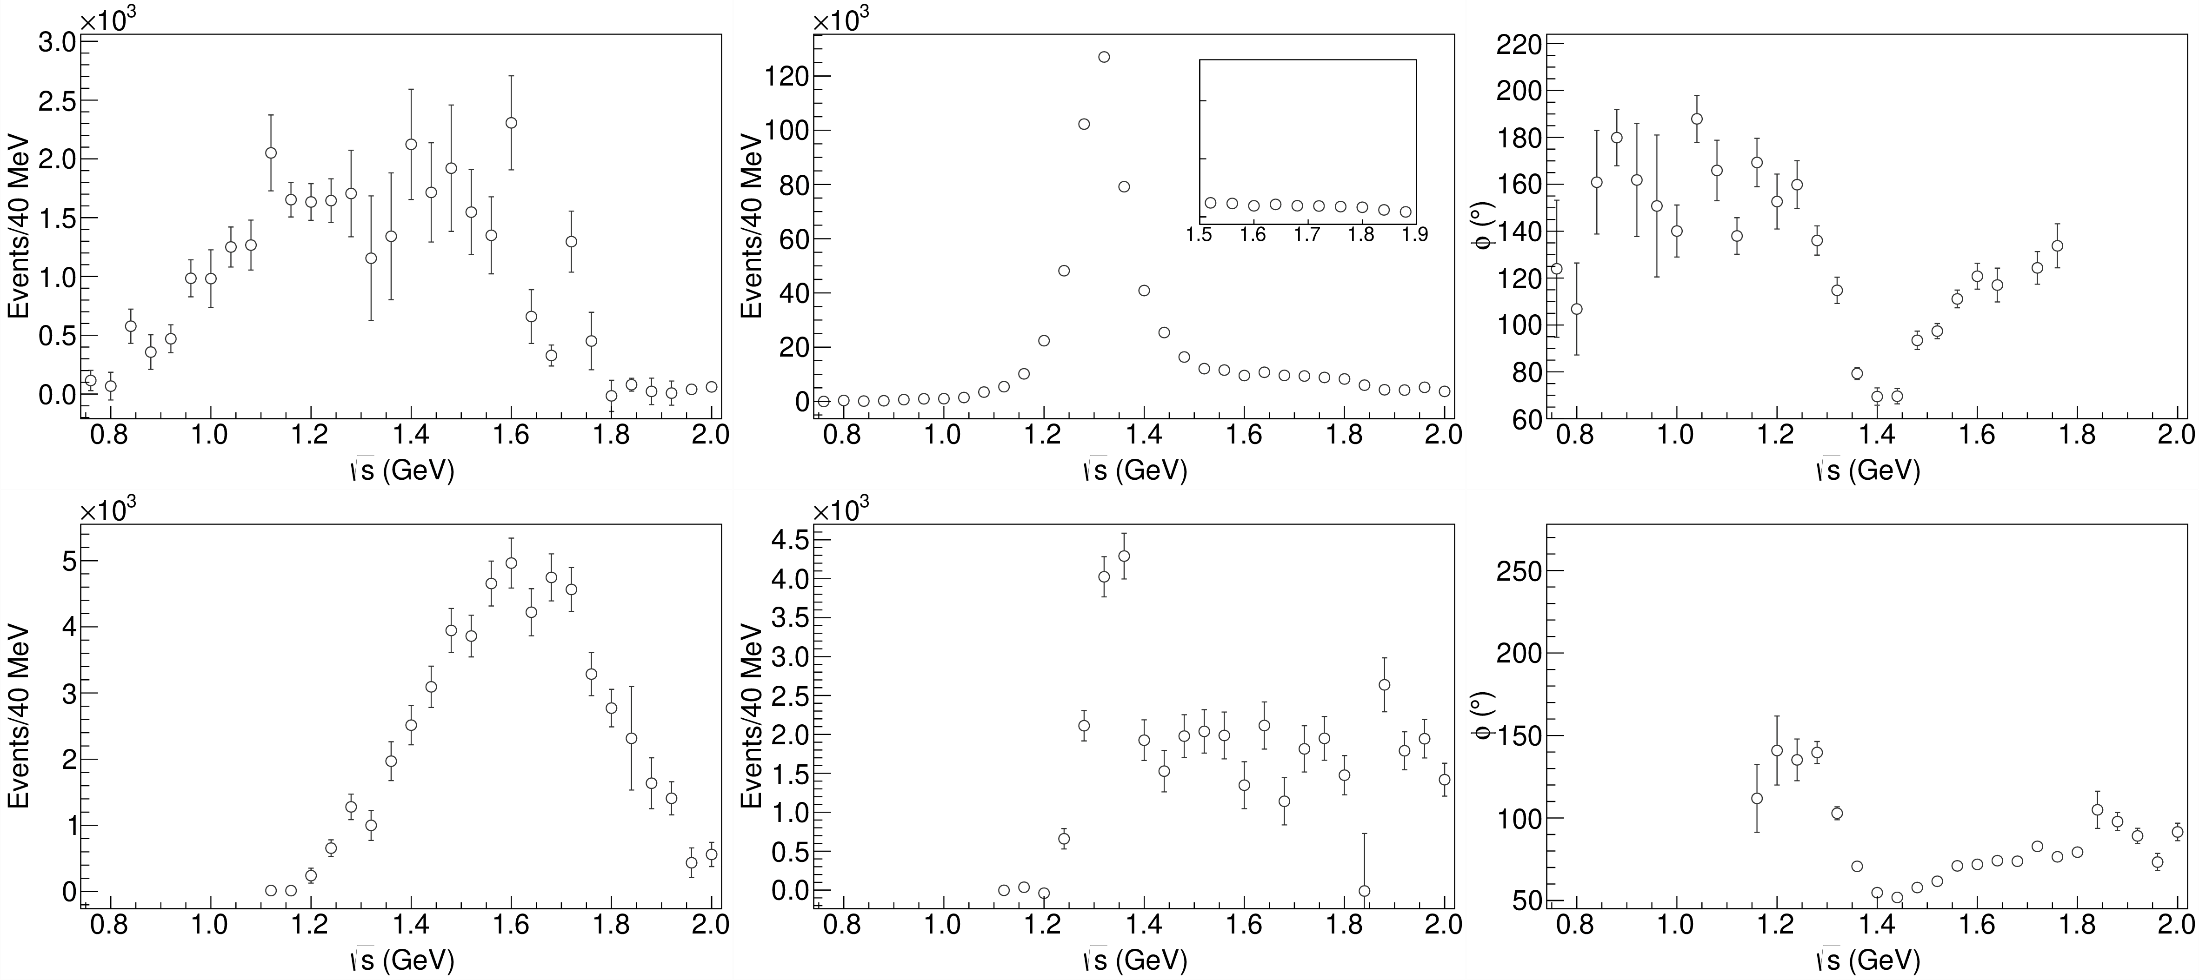 ×10³
3.0
2.5
2.0
1.5
1.0
0.5
0.0
Events/40 MeV
0.8 1.0 1.2 1.4 1.6 1.8 2.0
√s (GeV)
×10³
120
100
80
60
40
20
0
Events/40 MeV
1.5 1.6 1.7 1.8 1.9
0.8 1.0 1.2 1.4 1.6 1.8 2.0
√s (GeV)
220
200
180
160
140
120
100
80
60
ϕ (°)
0.8 1.0 1.2 1.4 1.6 1.8 2.0
√s (GeV)
×10³
5
4
3
2
1
0
Events/40 MeV
0.8 1.0 1.2 1.4 1.6 1.8 2.0
√s (GeV)
×10³
4.5
4.0
3.5
3.0
2.5
2.0
1.5
1.0
0.5
0.0
Events/40 MeV
0.8 1.0 1.2 1.4 1.6 1.8 2.0
√s (GeV)
250
200
150
100
50
ϕ (°)
0.8 1.0 1.2 1.4 1.6 1.8 2.0
√s (GeV)